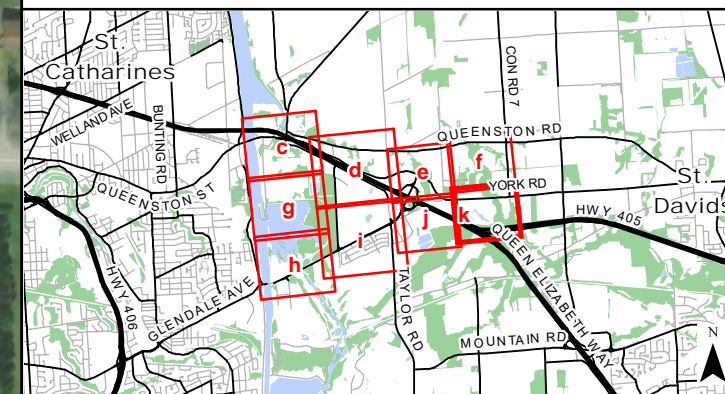 St.
Catharines
WELLAND AVE
BUNTING RD
QUEENSTON ST
HWY 406
GLENDALE AVE
CON RD 7
QUEENSTON RD
YORK RD
St.
Davids
HWY 405
QUEEN ELIZABETH WAY
TAYLOR RD
MOUNTAIN RD
c
d
e
f
g
h
i
j
k
N